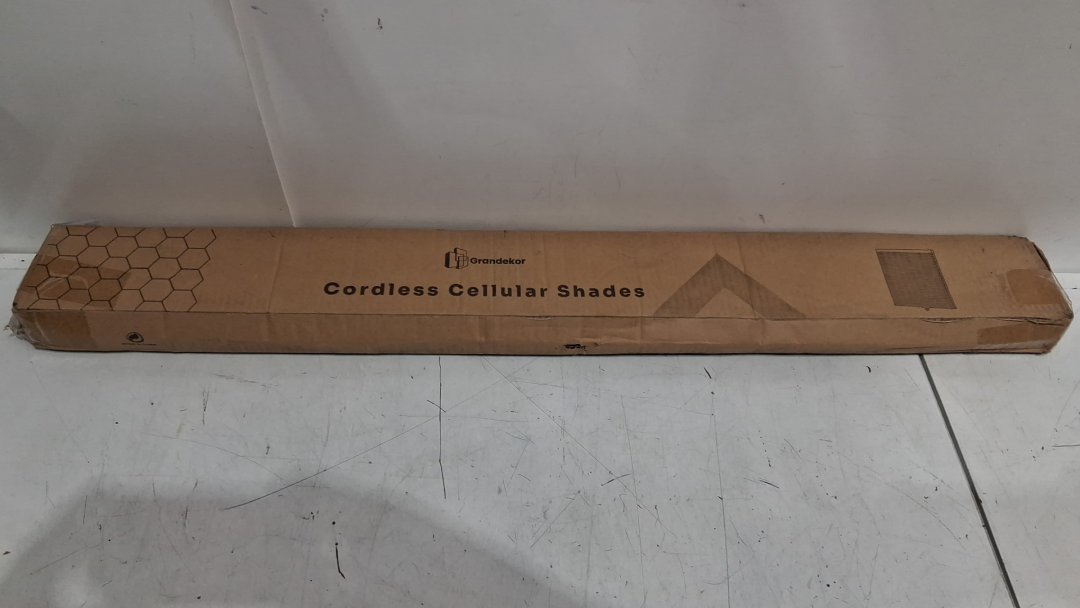 Grandekor
Cordless Cellular Shades